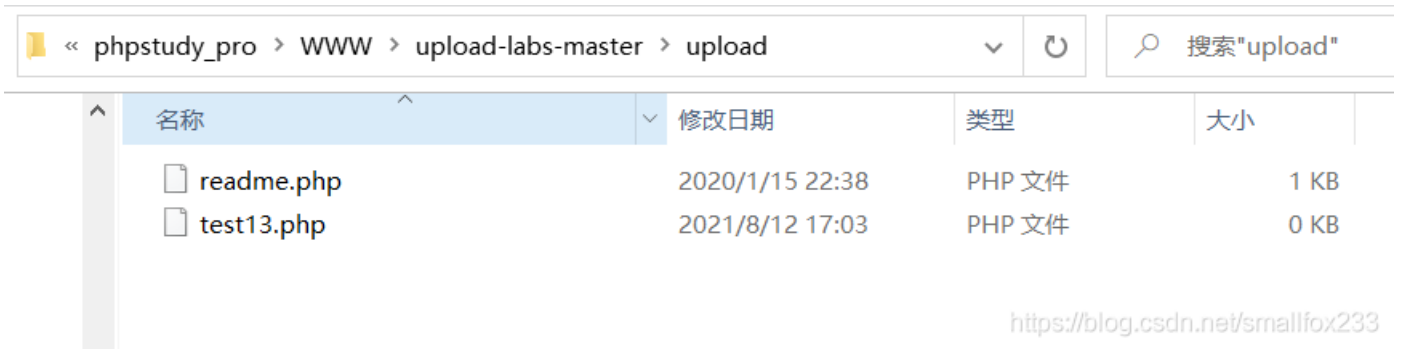 « phpstudy_pro > WWW > upload-labs-master > upload 搜索"upload"
名称 修改日期 类型 大小
readme.php 2020/1/15 22:38 PHP 文件 1 KB
test13.php 2021/8/12 17:03 PHP 文件 0 KB
https://blog.csdn.net/smallfox233